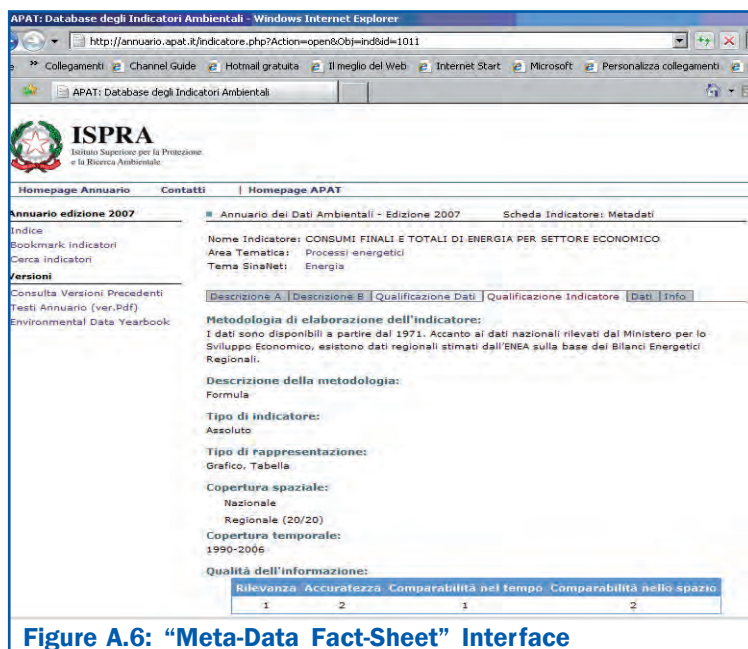 APAT: Database degli Indicatori Ambientali - Windows Internet Explorer
http://annuario.apat.it/indicatore.php?Action=open&Obj=ind&id=1011
» Collegamenti Channel Guide Hotmail gratuita Il meglio del Web Internet Start Microsoft Personalizza collegamenti
APAT: Database degli Indicatori Ambientali
ISPRA
Istituto Superiore per la Protezione
e la Ricerca Ambientale
Homepage Annuario Contatti | Homepage APAT
Annuario edizione 2007
Indice
Bookmark indicatori
Cerca indicatori
Versioni
Consulta Versioni Precedenti
Testi Annuario (ver.Pdf)
Environmental Data Yearbook
Annuario dei Dati Ambientali - Edizione 2007 Scheda Indicatore: Metadati
Nome Indicatore: CONSUMI FINALI E TOTALI DI ENERGIA PER SETTORE ECONOMICO
Area Tematica: Processi energetici
Tema SinaNet: Energia
Descrizione A | Descrizione B | Qualificazione Dati | Qualificazione Indicatore | Dati | Info
Metodologia di elaborazione dell'indicatore:
I dati sono disponibili a partire dal 1971. Accanto ai dati nazionali rilevati dal Ministero per lo
Sviluppo Economico, esistono dati regionali stimati dall'ENEA sulla base dei Bilanci Energetici
Regionali.
Descrizione della metodologia:
Formula
Tipo di indicatore:
Assoluto
Tipo di rappresentazione:
Grafico, Tabella
Copertura spaziale:
Nazionale
Regionale (20/20)
Copertura temporale:
1990-2006
Qualità dell'informazione:
Rilevanza Accuratezza Comparabilità nel tempo Comparabilità nello spazio
1 2 1 2
Figure A.6: “Meta-Data Fact-Sheet” Interface